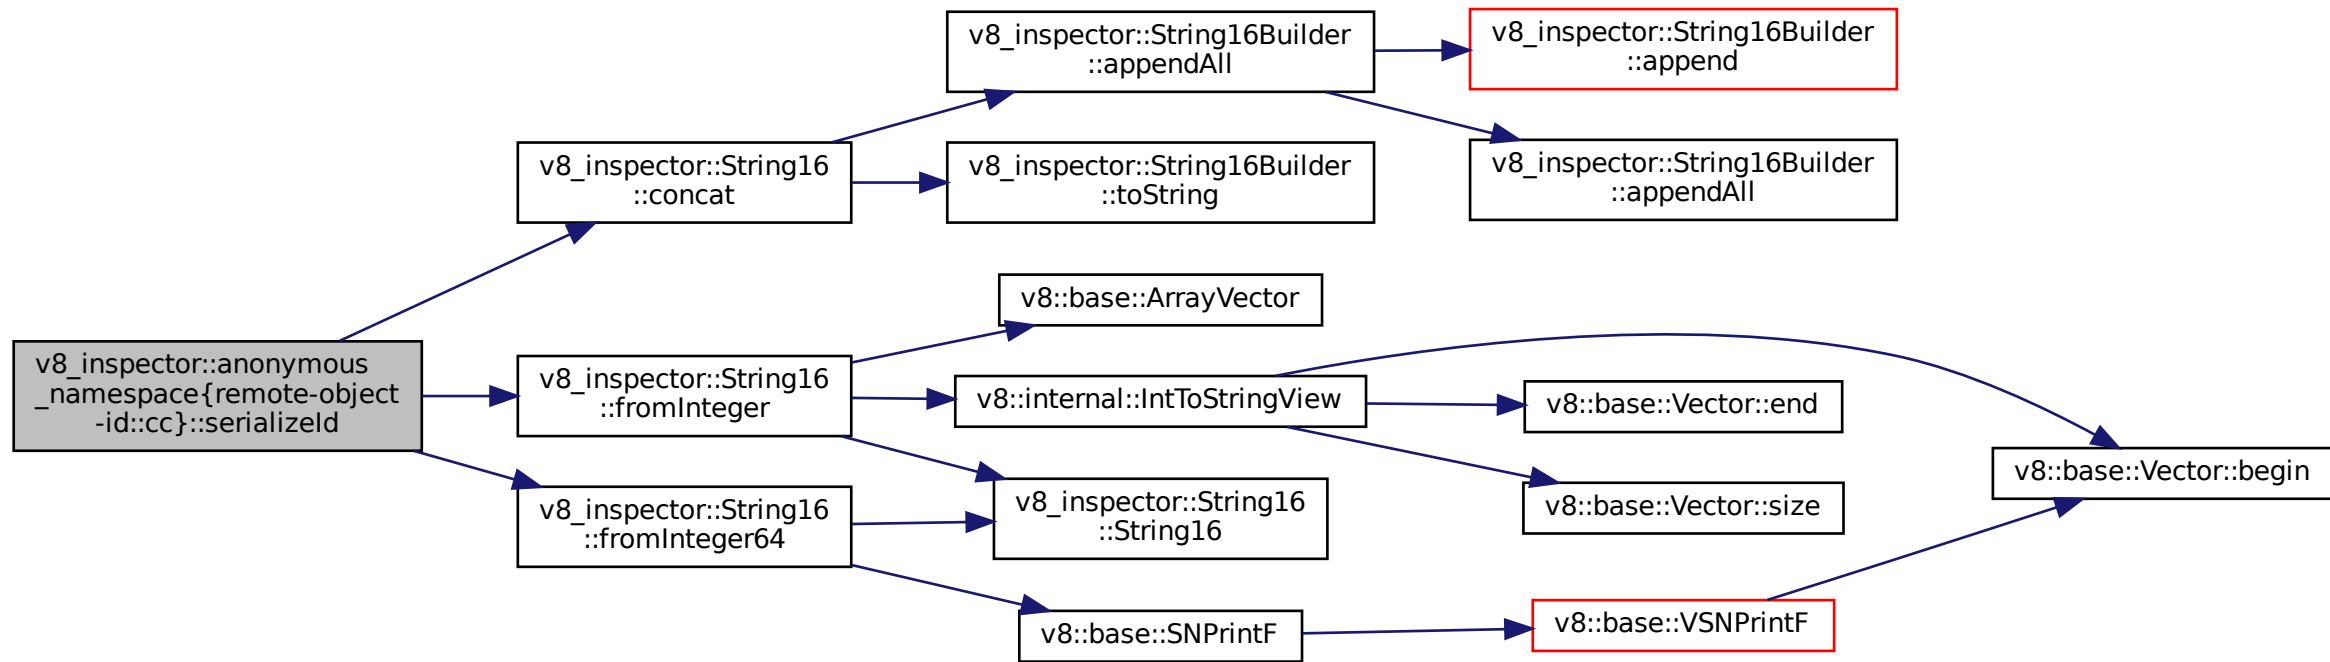 v8_inspector::anonymous
_namespace{remote-object
-id::cc}::serializeId
v8_inspector::String16
::concat
v8_inspector::String16Builder
::appendAll
v8_inspector::String16Builder
::append
v8_inspector::String16Builder
::appendAll
v8_inspector::String16Builder
::toString
v8_inspector::String16
::fromInteger
v8::base::ArrayVector
v8::internal::IntToStringView
v8::base::Vector::end
v8::base::Vector::size
v8::base::Vector::begin
v8_inspector::String16
::String16
v8_inspector::String16
::fromInteger64
v8::base::SNPrintF
v8::base::VSNPrintF